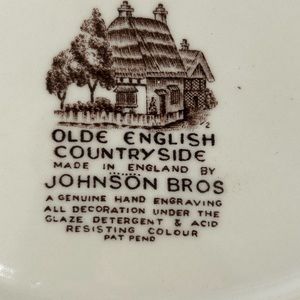 OLDE ENGLISH
COUNTRYSIDE
MADE IN ENGLAND BY
JOHNSON BROS
A GENUINE HAND ENGRAVING
ALL DECORATION UNDER THE
GLAZE DETERGENT & ACID
RESISTING COLOUR
PAT PEND